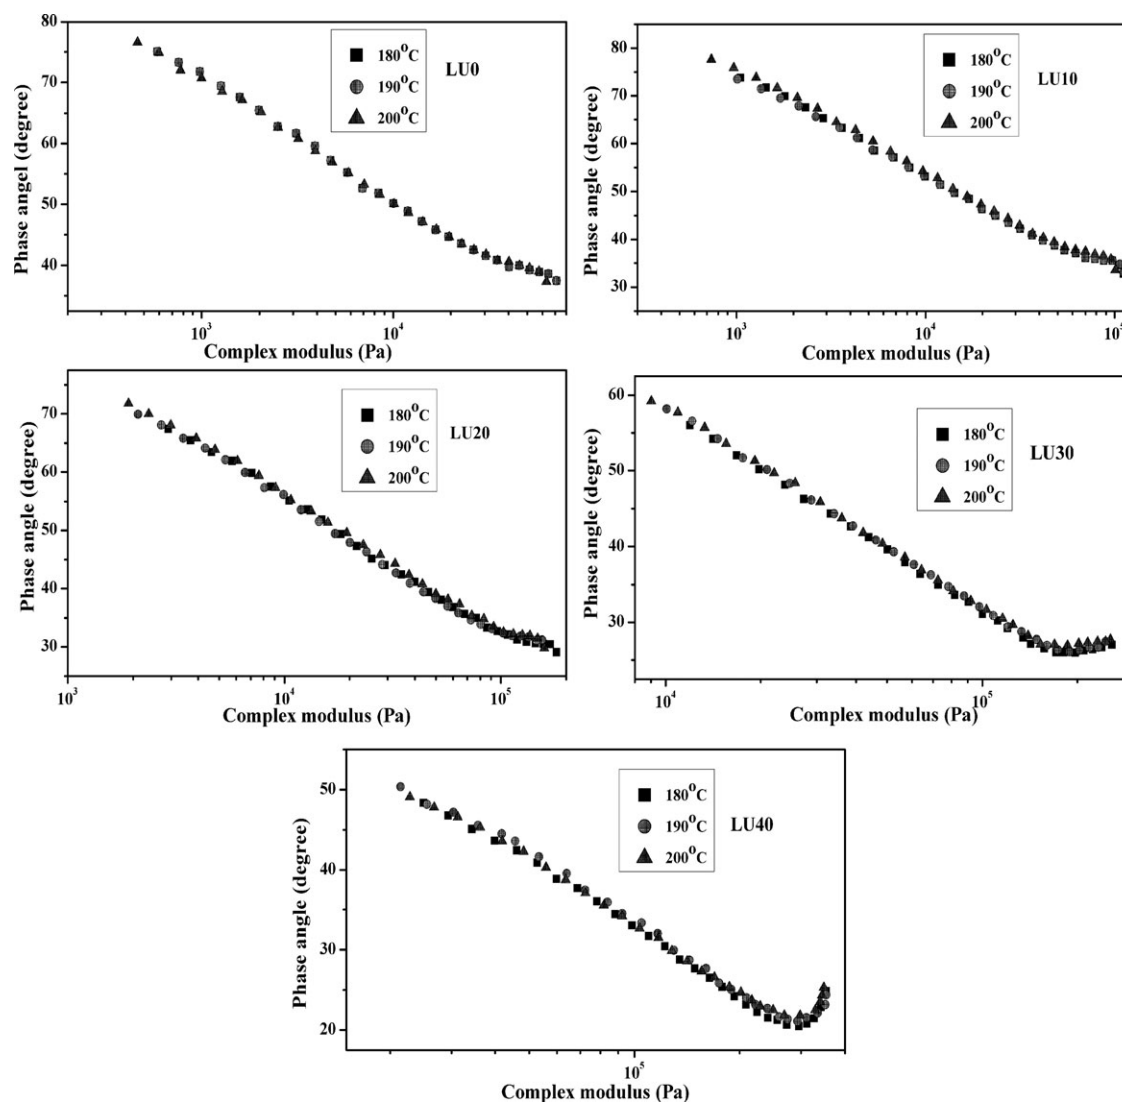 80
70
60
50
40
Phase angel (degree)
180°C
190°C
200°C
LU0
10³
10⁴
Complex modulus (Pa)
80
70
60
50
40
30
Phase angle (degree)
180°C
190°C
200°C
LU10
10³
10⁴
10⁵
Complex modulus (Pa)
70
60
50
40
30
Phase angle (degree)
180°C
190°C
200°C
LU20
10³
10⁴
10⁵
Complex modulus (Pa)
60
50
40
30
Phase angle (degree)
180°C
190°C
200°C
LU30
10⁴
10⁵
Complex modulus (Pa)
50
40
30
20
Phase angle (degree)
180°C
190°C
200°C
LU40
10⁵
Complex modulus (Pa)